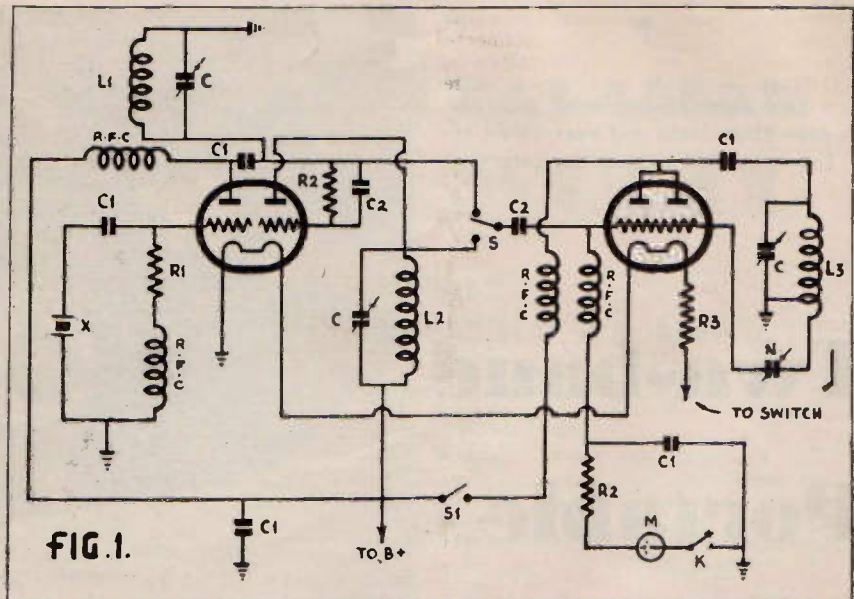 L1
C
R.F.C
C1
R2
C2
C1
S
C2
C1
R1
X
R.F.C
C
L2
R.F.C
R.F.C
R3
C
L3
N
TO SWITCH
C1
R2
S1
C1
M
K
TO B+
FIG.1.